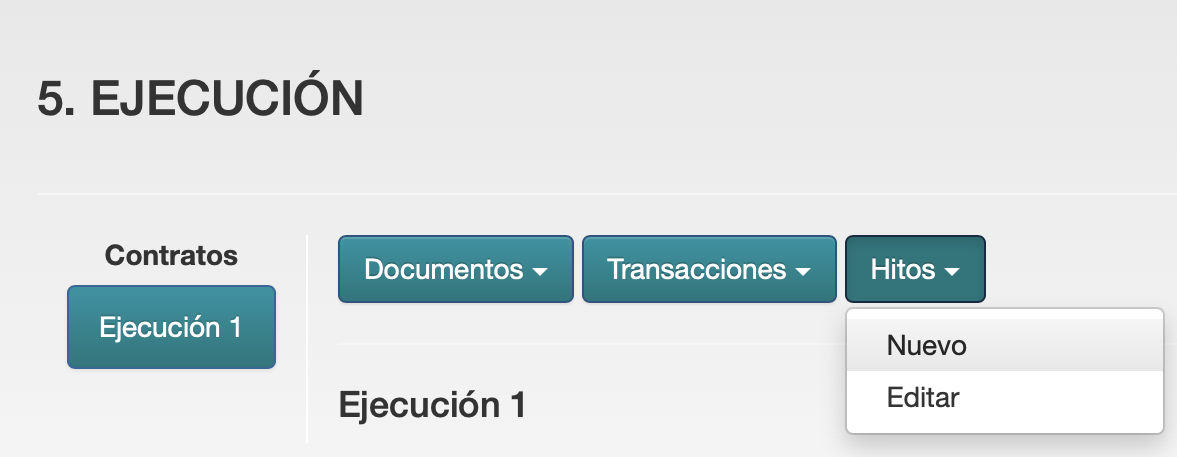 5. EJECUCIÓN
Contratos
Ejecución 1
Documentos
Transacciones
Hitos
Nuevo
Editar
Ejecución 1